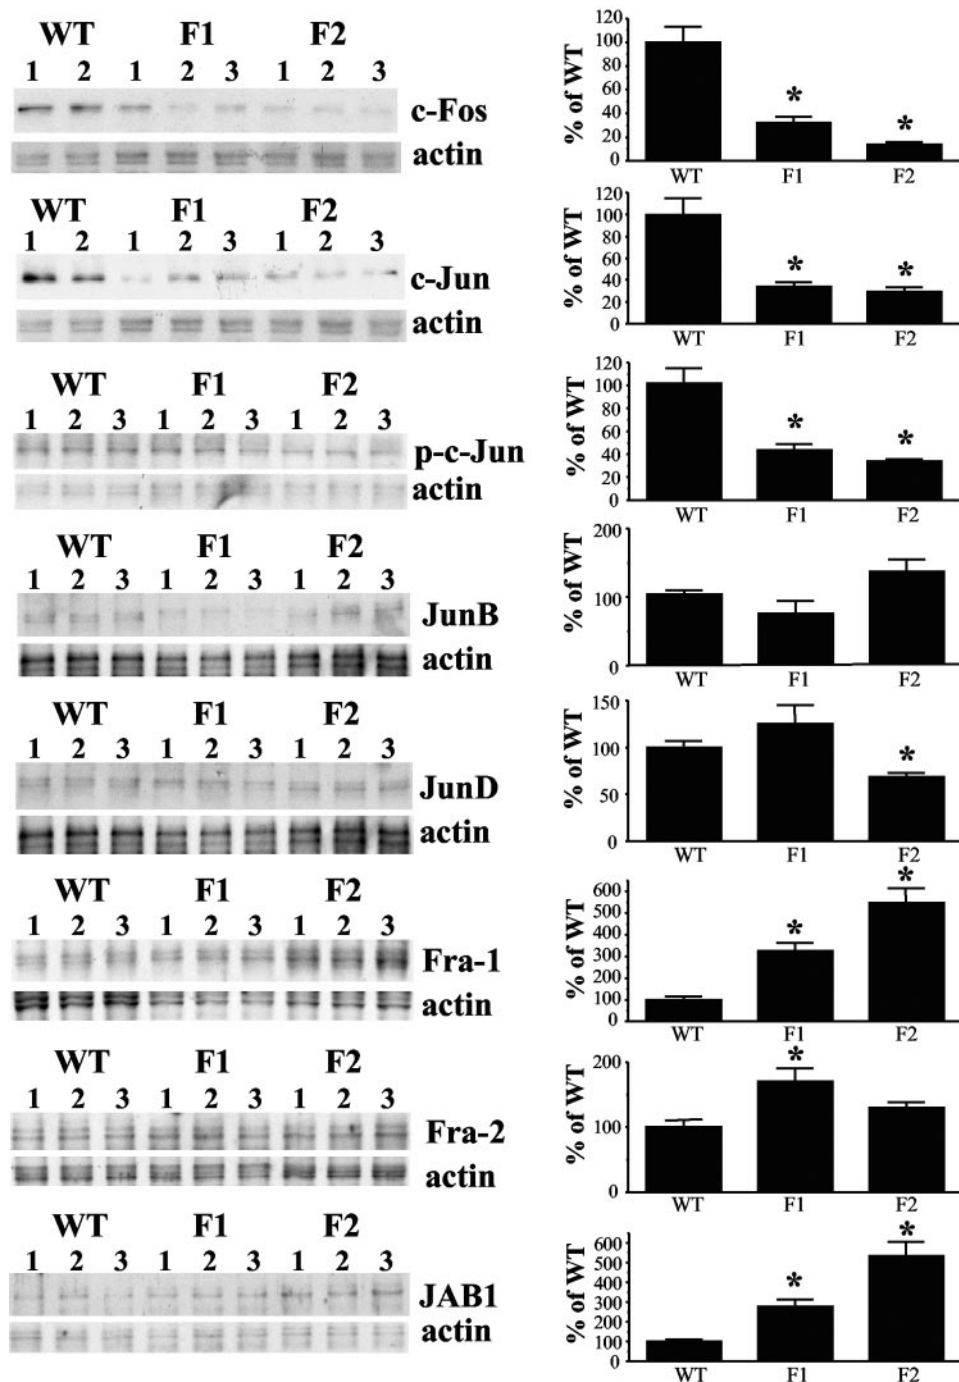 WT F1 F2
1 2 1 2 3 1 2 3
c-Fos
actin
% of WT
120
100
80
60
40
20
0
* *
WT F1 F2
WT F1 F2
1 2 1 2 3 1 2 3
c-Jun
actin
% of WT
120
100
80
60
40
20
0
* *
WT F1 F2
WT F1 F2
1 2 3 1 2 3 1 2 3
p-c-Jun
actin
% of WT
120
100
80
60
40
20
0
* *
WT F1 F2
WT F1 F2
1 2 3 1 2 3 1 2 3
JunB
actin
% of WT
200
100
0
WT F1 F2
WT F1 F2
1 2 3 1 2 3 1 2 3
JunD
actin
% of WT
150
100
50
0
*
WT F1 F2
WT F1 F2
1 2 3 1 2 3 1 2 3
Fra-1
actin
% of WT
600
500
400
300
200
100
0
* *
WT F1 F2
WT F1 F2
1 2 3 1 2 3 1 2 3
Fra-2
actin
% of WT
200
100
0
*
WT F1 F2
WT F1 F2
1 2 3 1 2 3 1 2 3
JAB1
actin
% of WT
600
500
400
300
200
100
0
* *
WT F1 F2